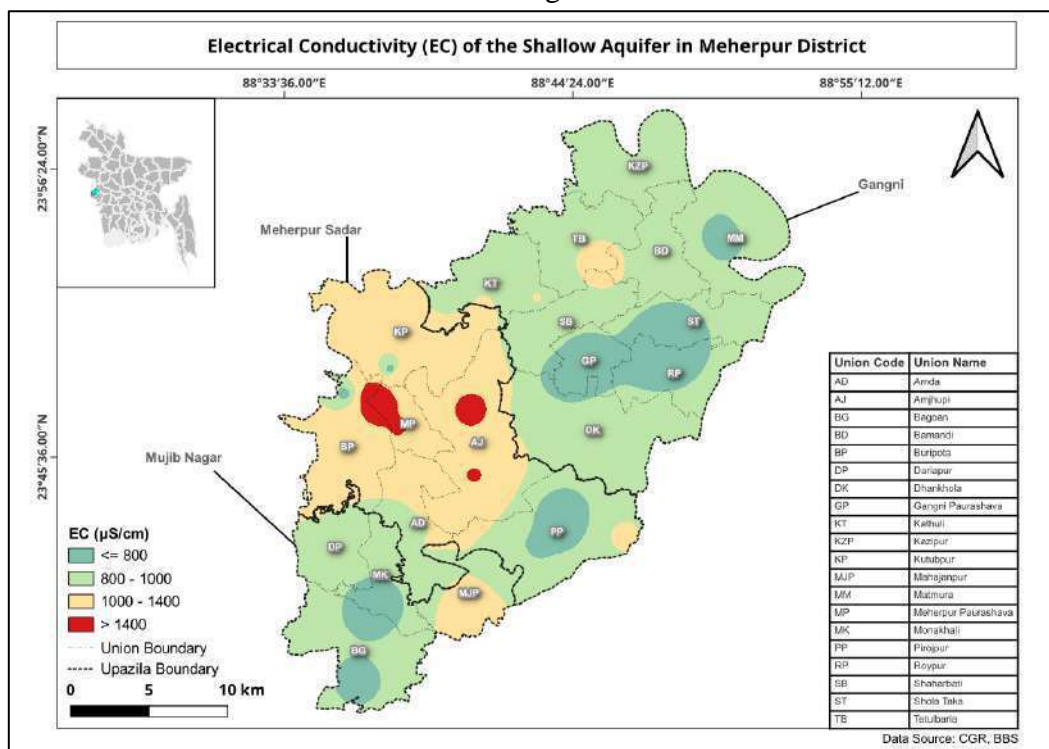 Electrical Conductivity (EC) of the Shallow Aquifer in Meherpur District
88°33'36.00"E 88°44'24.00"E 88°55'12.00"E
23°56'24.00"N
23°45'36.00"N
Gangni
Meherpur Sadar
Mujib Nagar
KZP
MM
TB
BD
KT
SB
ST
KP
GP
RP
MP
DK
AJ
BP
AD
PP
DP
MK
MJP
BG
EC (µS/cm)
<= 800
800 - 1000
1000 - 1400
> 1400
Union Boundary
Upazila Boundary
0 5 10 km
Union Code Union Name
AD Amda
AJ Amjhupi
BG Bagoan
BD Bamandi
BP Buripota
DP Dariapur
DK Dhankhola
GP Gangni Paurashava
KT Kathuli
KZP Kazipur
KP Kutubpur
MJP Mahajanpur
MM Matmura
MP Meherpur Paurashava
MK Monakhali
PP Pirojpur
RP Roypur
SB Shaharbati
ST Shola Taka
TB Tetulbaria
Data Source: CGR, BBS